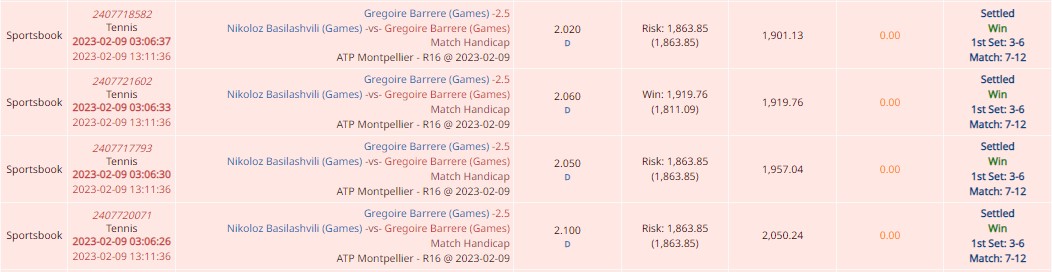 Sportsbook
2407718582
Tennis
2023-02-09 03:06:37
2023-02-09 13:11:36
Gregoire Barrere (Games) -2.5
Nikoloz Basilashvili (Games) -vs- Gregoire Barrere (Games)
Match Handicap
ATP Montpellier - R16 @ 2023-02-09
2.020
D
Risk: 1,863.85
(1,863.85)
1,901.13
0.00
Settled
Win
1st Set: 3-6
Match: 7-12
Sportsbook
2407721602
Tennis
2023-02-09 03:06:33
2023-02-09 13:11:36
Gregoire Barrere (Games) -2.5
Nikoloz Basilashvili (Games) -vs- Gregoire Barrere (Games)
Match Handicap
ATP Montpellier - R16 @ 2023-02-09
2.060
D
Win: 1,919.76
(1,811.09)
1,919.76
0.00
Settled
Win
1st Set: 3-6
Match: 7-12
Sportsbook
2407717793
Tennis
2023-02-09 03:06:30
2023-02-09 13:11:36
Gregoire Barrere (Games) -2.5
Nikoloz Basilashvili (Games) -vs- Gregoire Barrere (Games)
Match Handicap
ATP Montpellier - R16 @ 2023-02-09
2.050
D
Risk: 1,863.85
(1,863.85)
1,957.04
0.00
Settled
Win
1st Set: 3-6
Match: 7-12
Sportsbook
2407720071
Tennis
2023-02-09 03:06:26
2023-02-09 13:11:36
Gregoire Barrere (Games) -2.5
Nikoloz Basilashvili (Games) -vs- Gregoire Barrere (Games)
Match Handicap
ATP Montpellier - R16 @ 2023-02-09
2.100
D
Risk: 1,863.85
(1,863.85)
2,050.24
0.00
Settled
Win
1st Set: 3-6
Match: 7-12